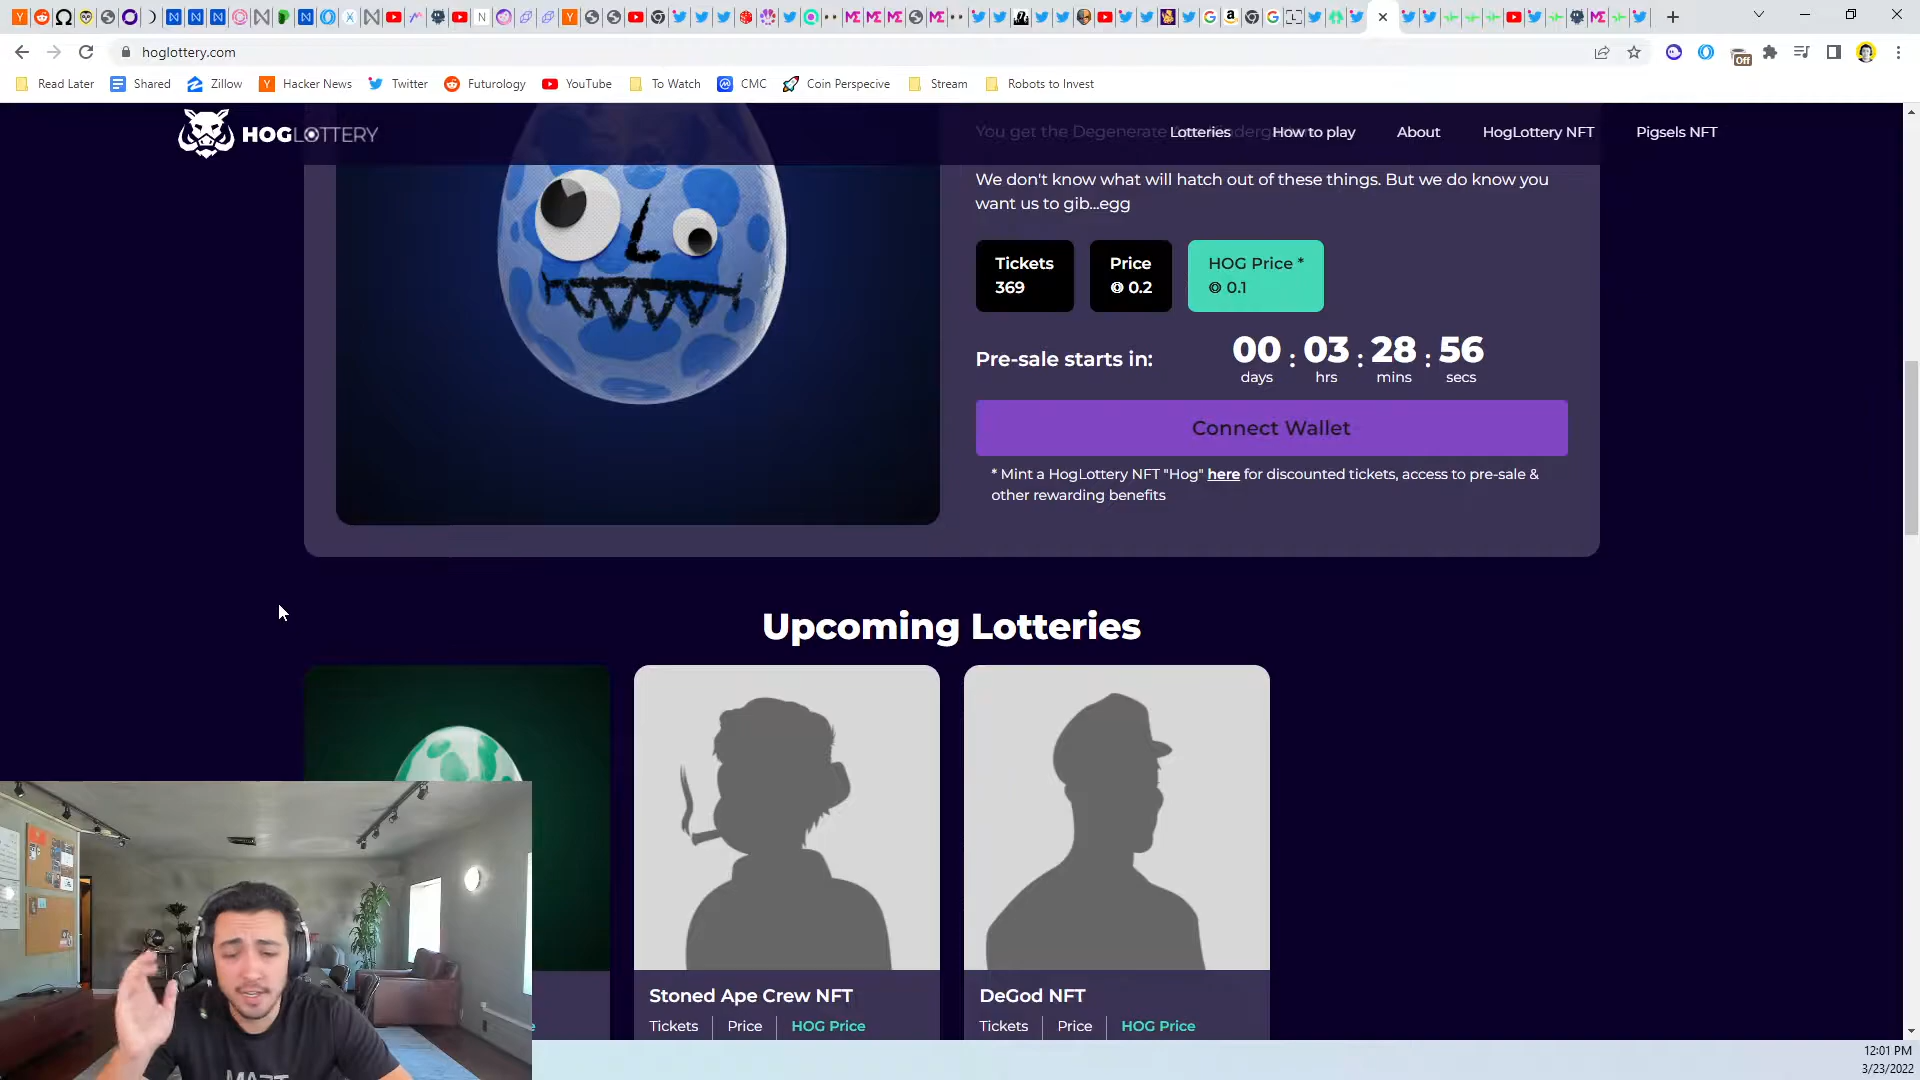 hoglottery.com
Read Later Shared Zillow Hacker News Twitter Futurology YouTube To Watch CMC Coin Perspecive Stream Robots to Invest
Off
HOGLOTTERY
Lotteries How to play About HogLottery NFT Pigsels NFT
You get the Degenerate
We don't know what will hatch out of these things. But we do know you
want us to gib...egg
Tickets
369
Price
0.2
HOG Price *
0.1
Pre-sale starts in:
00 : 03 : 28 : 56
days hrs mins secs
Connect Wallet
* Mint a HogLottery NFT "Hog" here for discounted tickets, access to pre-sale &
other rewarding benefits
Upcoming Lotteries
Stoned Ape Crew NFT
Tickets Price HOG Price
DeGod NFT
Tickets Price HOG Price
12:01 PM
3/23/2022